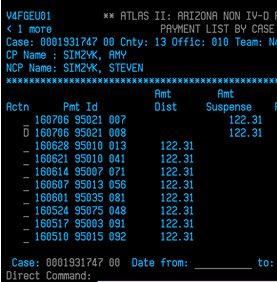 V4FGEU01 ** ATLAS II: ARIZONA NON IV-D P
< 1 more PAYMENT LIST BY CASE
Case: 0001931747 00 Cnty: 13 Offic: 010 Team: N4
CP Name : SIMZYK, AMY
NCP Name: SIMZYK, STEVEN
Amt Amt
Actn Pmt Id Dist Suspense
_ 160706 95021 007 122.31
D 160706 95021 008 122.31
_ 160628 95010 013 122.31
_ 160621 95010 041 122.31
_ 160614 95007 071 122.31
_ 160607 95013 056 122.31
_ 160601 95035 081 122.31
_ 160524 95075 048 122.31
_ 160517 95003 091 122.31
_ 160510 95015 092 122.31
Case: 0001931747 00 Date from: __________ to:
Direct Command: